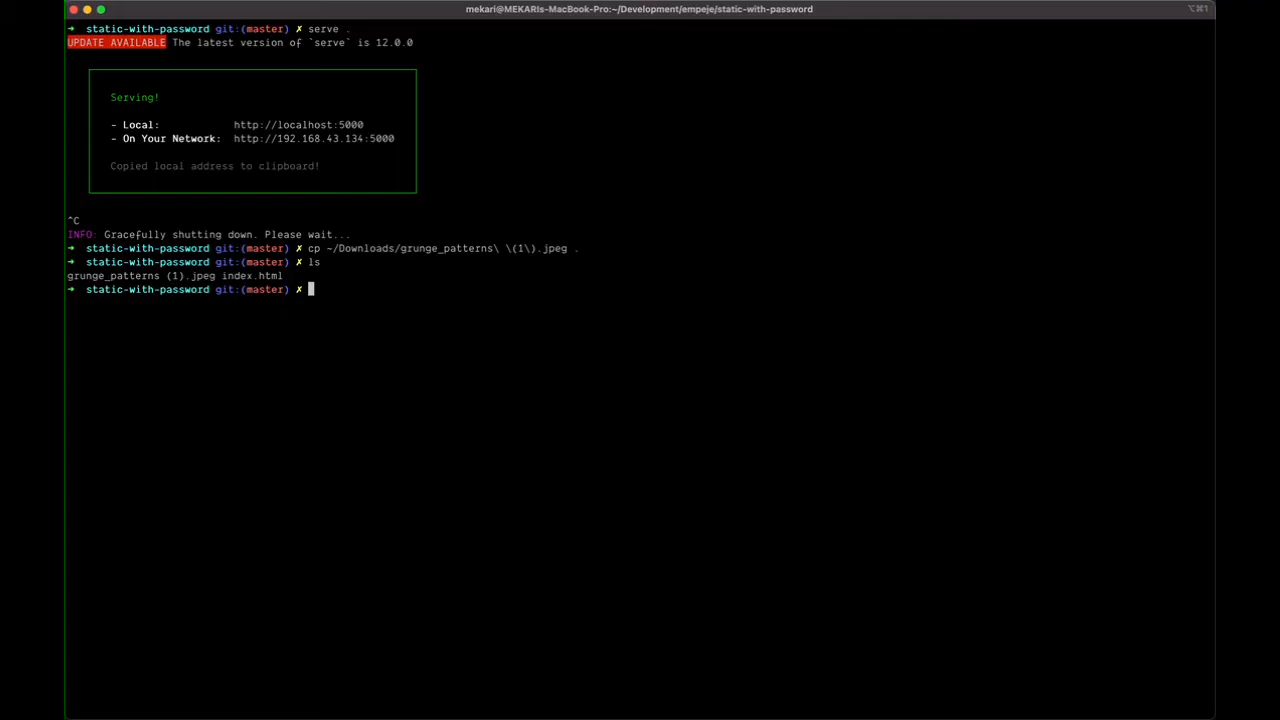 mekari@MEKARIs-MacBook-Pro:~/Development/empeje/static-with-password
⌥⌘1
➜ static-with-password git:(master) ✗ serve .
UPDATE AVAILABLE The latest version of `serve` is 12.0.0
Serving!
- Local: http://localhost:5000
- On Your Network: http://192.168.43.134:5000
Copied local address to clipboard!
^C
INFO: Gracefully shutting down. Please wait...
➜ static-with-password git:(master) ✗ cp ~/Downloads/grunge_patterns\ \(1\).jpeg .
➜ static-with-password git:(master) ✗ ls
grunge_patterns (1).jpeg index.html
➜ static-with-password git:(master) ✗